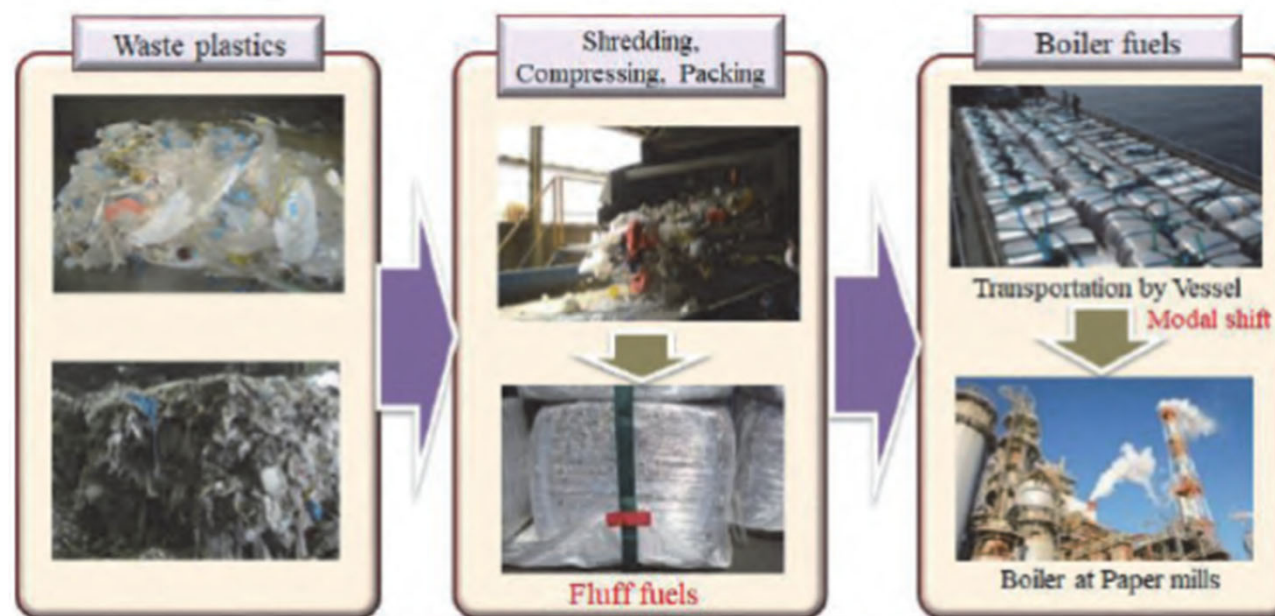 Waste plastics
Shredding,
Compressing, Packing
Fluff fuels
Boiler fuels
Transportation by Vessel
Modal shift
Boiler at Paper mills